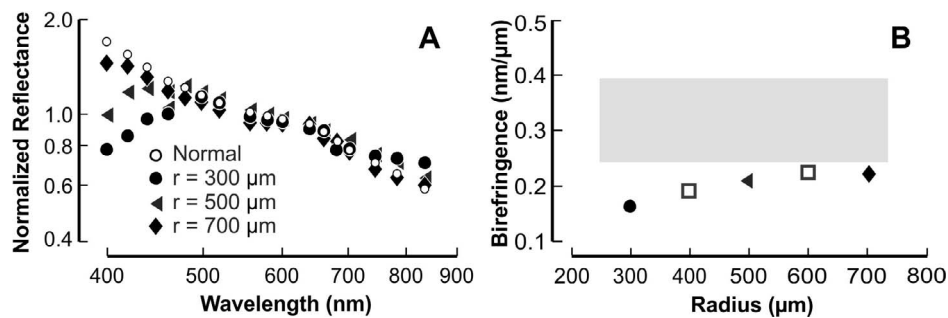 A
Normalized Reflectance
2.0
1.0
0.8
0.6
0.4
Normal
r = 300 µm
r = 500 µm
r = 700 µm
400 500 600 700 800 900
Wavelength (nm)
B
Birefringence (nm/µm)
0.5
0.4
0.3
0.2
0.1
200 300 400 500 600 700 800
Radius (µm)